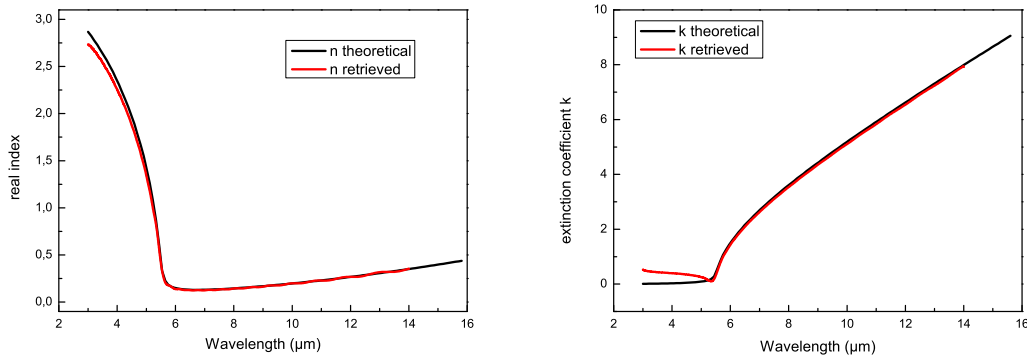 3,0
2,5
2,0
1,5
1,0
0,5
0,0
real index
n theoretical
n retrieved
2 4 6 8 10 12 14 16
Wavelength (µm)
10
8
6
4
2
0
extinction coefficient k
k theoretical
k retrieved
2 4 6 8 10 12 14 16
Wavelength (µm)